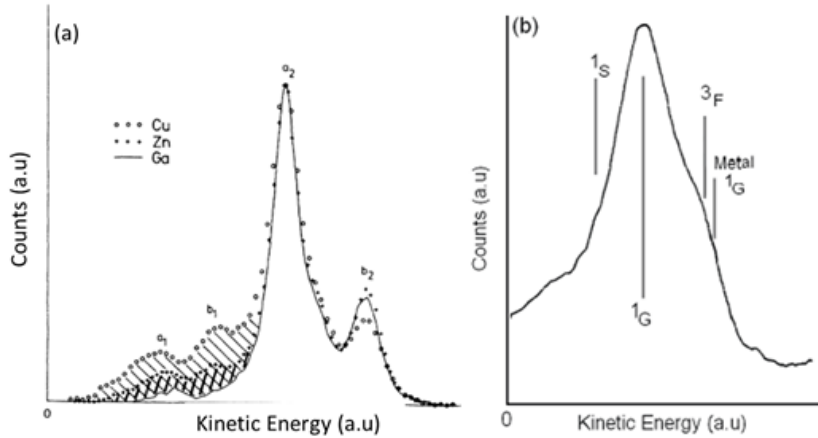 (a)
a2
Cu
Zn
Ga
b2
b1
a1
Counts (a.u)
0
Kinetic Energy (a.u)
(b)
1S
3F
Metal
1G
1G
Counts (a.u)
0
Kinetic Energy (a.u)